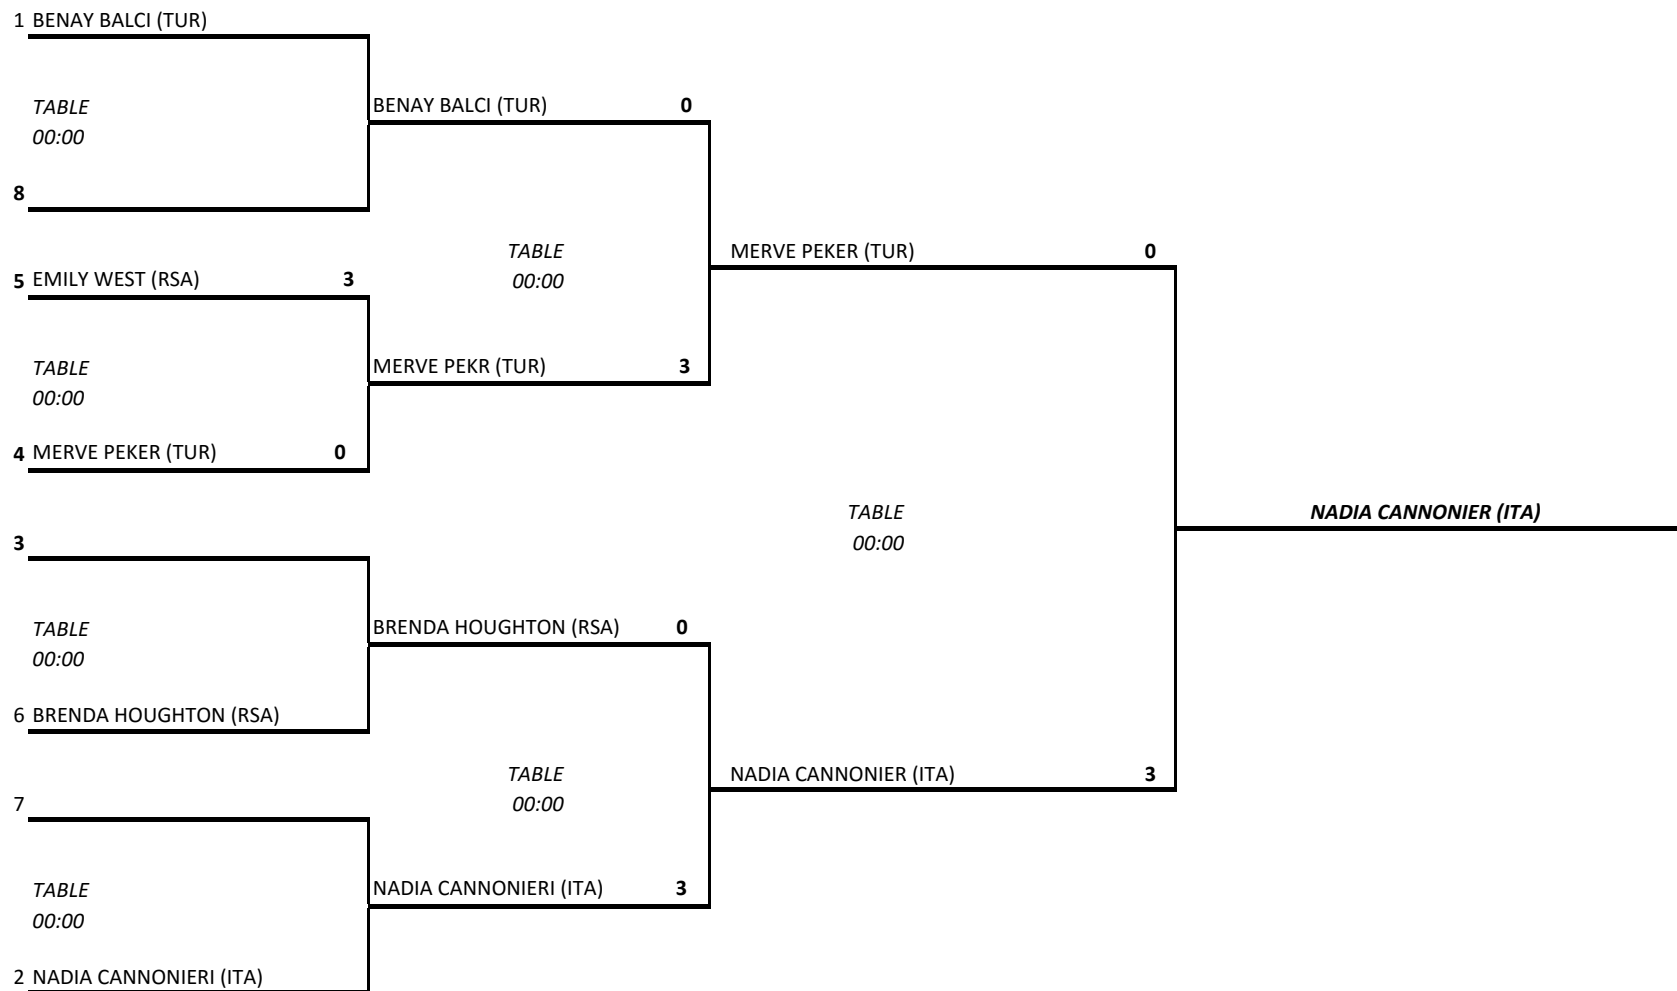 1 BENAY BALCI (TUR)
TABLE
00:00
BENAY BALCI (TUR) 0
8
TABLE
00:00
MERVE PEKER (TUR) 0
5 EMILY WEST (RSA) 3
TABLE
00:00
MERVE PEKR (TUR) 3
4 MERVE PEKER (TUR) 0
TABLE
00:00
NADIA CANNONIER (ITA)
3
TABLE
00:00
BRENDA HOUGHTON (RSA) 0
6 BRENDA HOUGHTON (RSA)
TABLE
00:00
NADIA CANNONIER (ITA) 3
7
TABLE
00:00
NADIA CANNONIERI (ITA) 3
2 NADIA CANNONIERI (ITA)